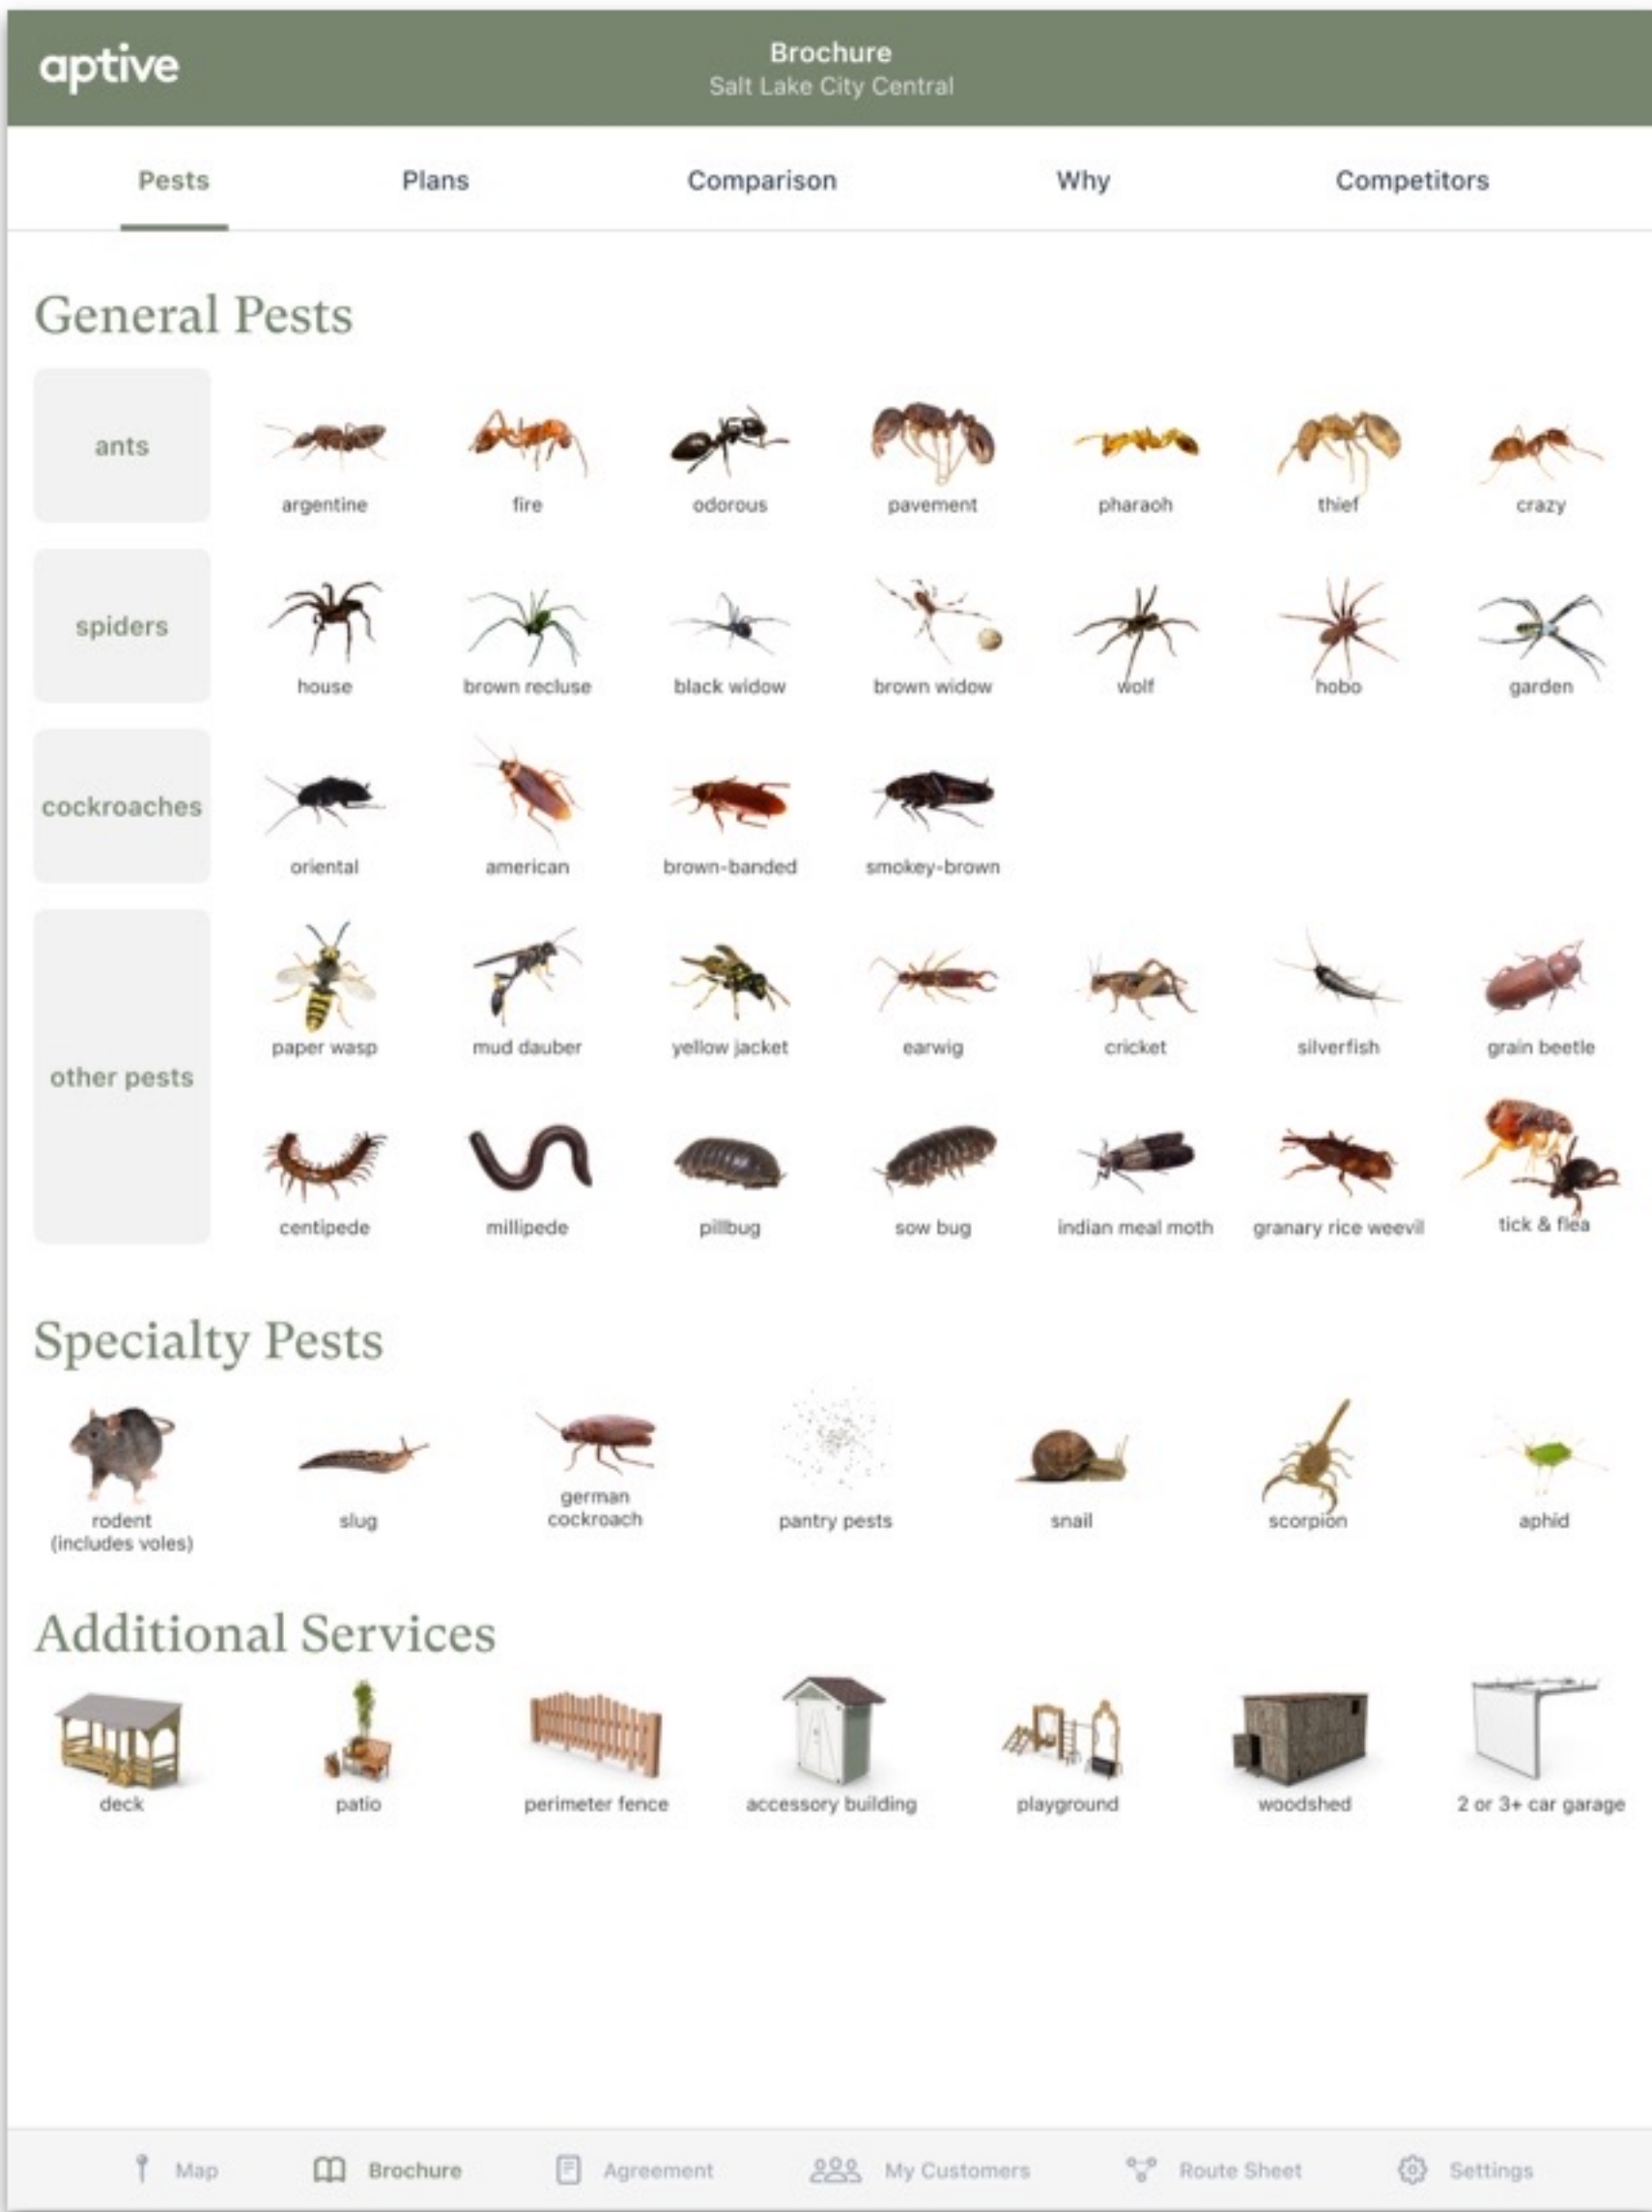 aptive
Brochure
Salt Lake City Central
Pests Plans Comparison Why Competitors
General Pests
ants
argentine fire odorous pavement pharaoh thief crazy
spiders
house brown recluse black widow brown widow wolf hobo garden
cockroaches
oriental american brown-banded smokey-brown
other pests
paper wasp mud dauber yellow jacket earwig cricket silverfish grain beetle
centipede millipede pillbug sow bug indian meal moth granary rice weevil tick & flea
Specialty Pests
rodent
(includes voles)
slug
german
cockroach
pantry pests
snail
scorpion
aphid
Additional Services
deck patio perimeter fence accessory building playground woodshed 2 or 3+ car garage
Map Brochure Agreement My Customers Route Sheet Settings